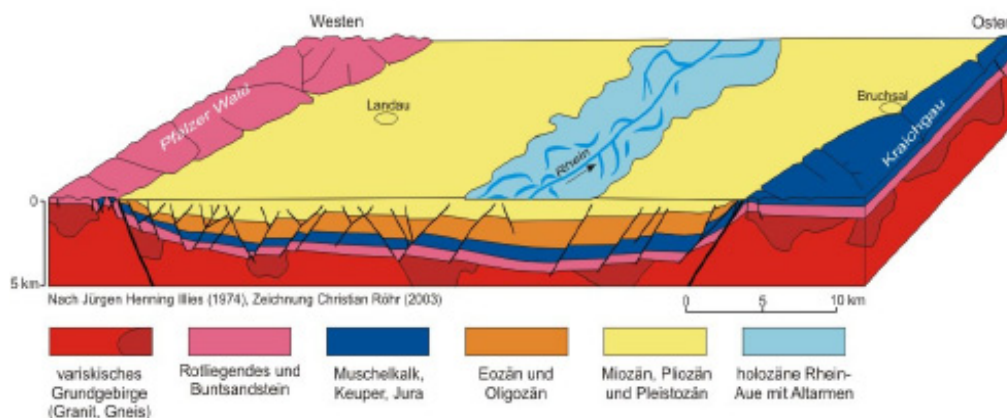 Westen
Osten
Pfälzer Wald
Landau
Rhein
Bruchsal
Kraichgau
0
5 km
Nach Jürgen Henning Illies (1974), Zeichnung Christian Röhr (2003)
0 5 10 km
variskisches
Grundgebirge
(Granit, Gneis)
Rotliegendes und
Buntsandstein
Muschelkalk,
Keuper, Jura
Eozän und
Oligozän
Miozän, Pliozän
und Pleistozän
holozäne Rhein-
Aue mit Altarmen